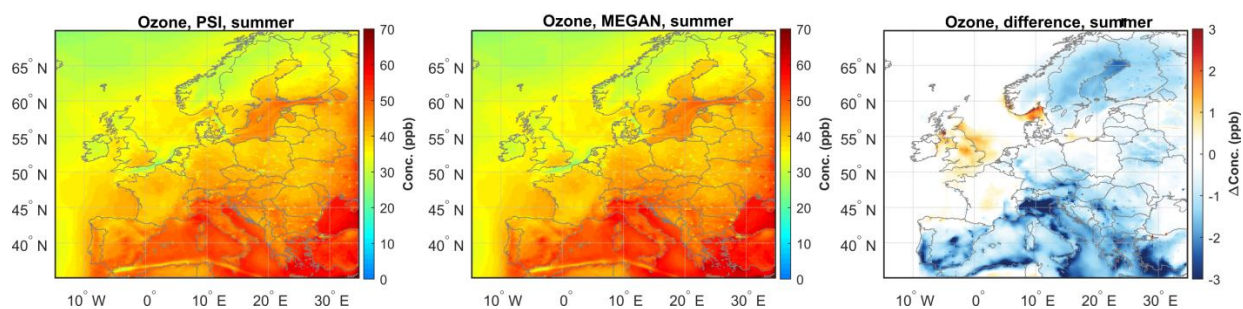 Ozone, PSI, summer
65° N
60° N
55° N
50° N
45° N
40° N
10° W
0°
10° E
20° E
30° E
70
60
50
40
30
20
10
0
Conc. (ppb)
Ozone, MEGAN, summer
65° N
60° N
55° N
50° N
45° N
40° N
10° W
0°
10° E
20° E
30° E
70
60
50
40
30
20
10
0
Conc. (ppb)
Ozone, difference, summer
65° N
60° N
55° N
50° N
45° N
40° N
10° W
0°
10° E
20° E
30° E
3
2
1
0
-1
-2
-3
ΔConc. (ppb)